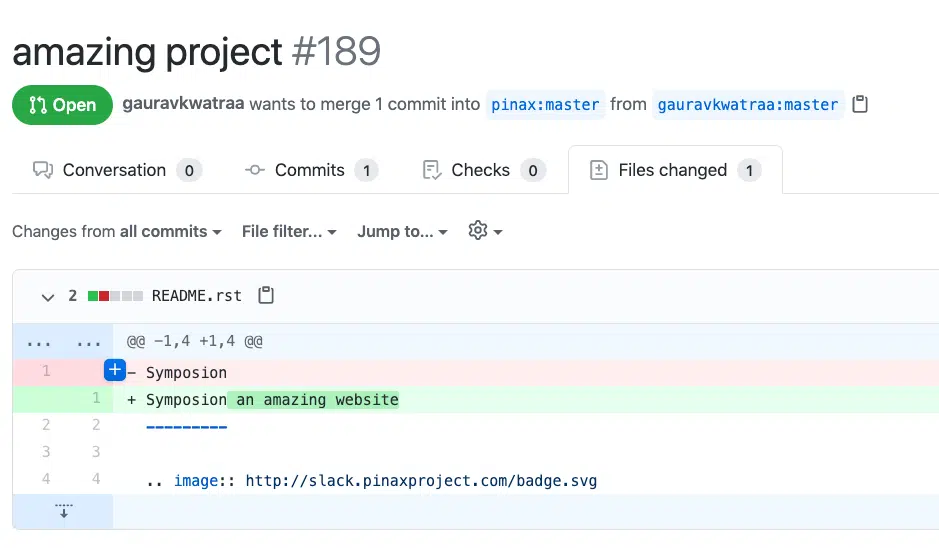 amazing project #189
Open gauravkwatraa wants to merge 1 commit into pinax:master from gauravkwatraa:master
Conversation 0 Commits 1 Checks 0 Files changed 1
Changes from all commits File filter... Jump to...
2 README.rst
... ... @@ -1,4 +1,4 @@
1 + - Symposion
1 + Symposion an amazing website
2 2 ---------
3 3
4 4 .. image:: http://slack.pinaxproject.com/badge.svg